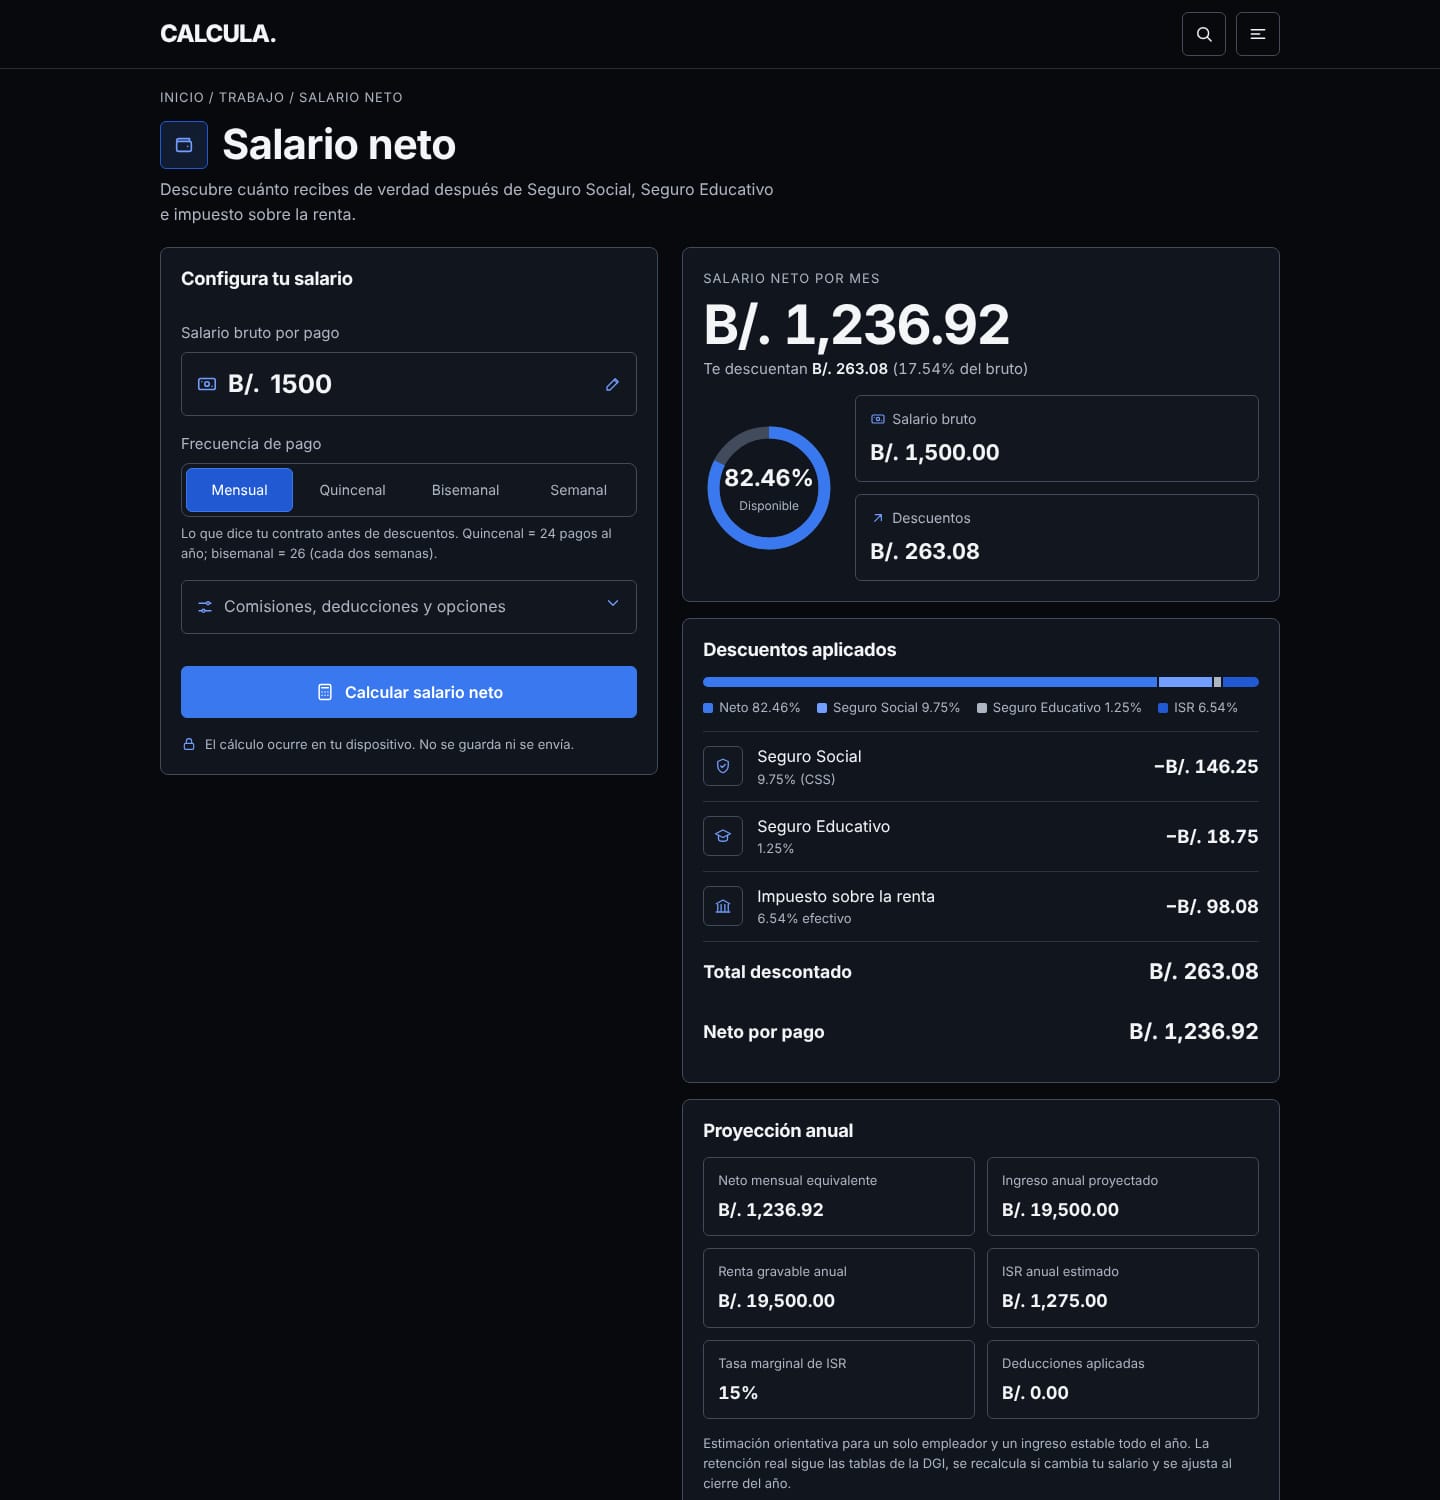 CALCULA.
INICIO / TRABAJO / SALARIO NETO
Salario neto
Descubre cuánto recibes de verdad después de Seguro Social, Seguro Educativo
e impuesto sobre la renta.
Configura tu salario
Salario bruto por pago
B/. 1500
Frecuencia de pago
Mensual Quincenal Bisemanal Semanal
Lo que dice tu contrato antes de descuentos. Quincenal = 24 pagos al
año; bisemanal = 26 (cada dos semanas).
Comisiones, deducciones y opciones
Calcular salario neto
El cálculo ocurre en tu dispositivo. No se guarda ni se envía.
SALARIO NETO POR MES
B/. 1,236.92
Te descuentan B/. 263.08 (17.54% del bruto)
82.46%
Disponible
Salario bruto
B/. 1,500.00
Descuentos
B/. 263.08
Descuentos aplicados
Neto 82.46% Seguro Social 9.75% Seguro Educativo 1.25% ISR 6.54%
Seguro Social
9.75% (CSS)
−B/. 146.25
Seguro Educativo
1.25%
−B/. 18.75
Impuesto sobre la renta
6.54% efectivo
−B/. 98.08
Total descontado B/. 263.08
Neto por pago B/. 1,236.92
Proyección anual
Neto mensual equivalente
B/. 1,236.92
Ingreso anual proyectado
B/. 19,500.00
Renta gravable anual
B/. 19,500.00
ISR anual estimado
B/. 1,275.00
Tasa marginal de ISR
15%
Deducciones aplicadas
B/. 0.00
Estimación orientativa para un solo empleador y un ingreso estable todo el año. La
retención real sigue las tablas de la DGI, se recalcula si cambia tu salario y se ajusta al
cierre del año.